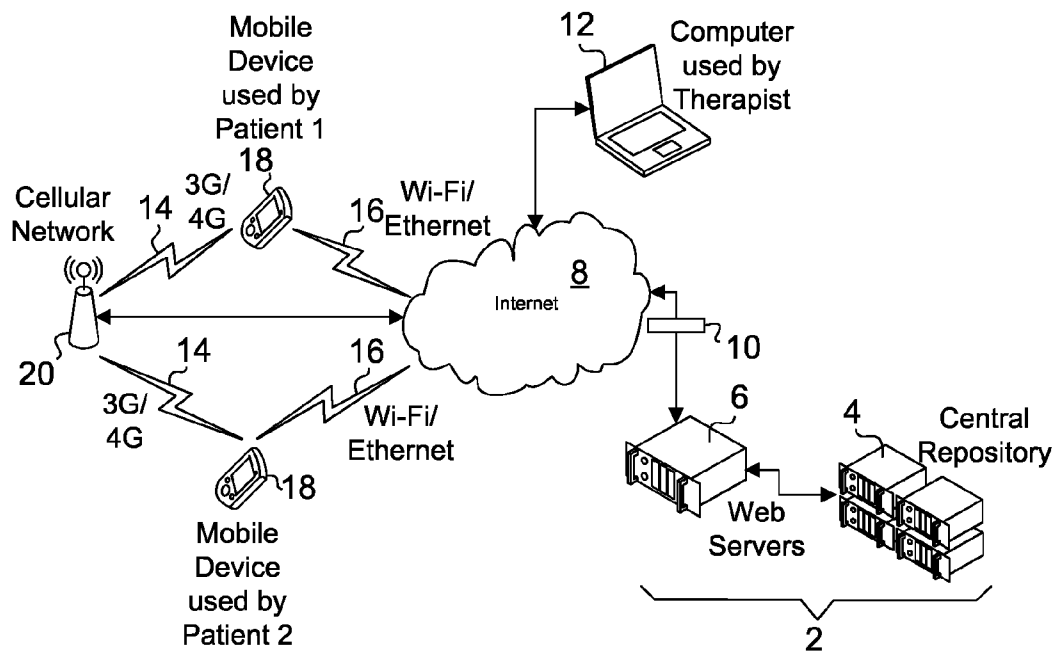 Mobile
Device
used by
Patient 1
18
12
Computer
used by
Therapist
Cellular
Network
14
3G/
4G
16
Wi-Fi/
Ethernet
8
Internet
20
10
14
3G/
4G
16
Wi-Fi/
Ethernet
18
Mobile
Device
used by
Patient 2
6
Web
Servers
4
Central
Repository
2